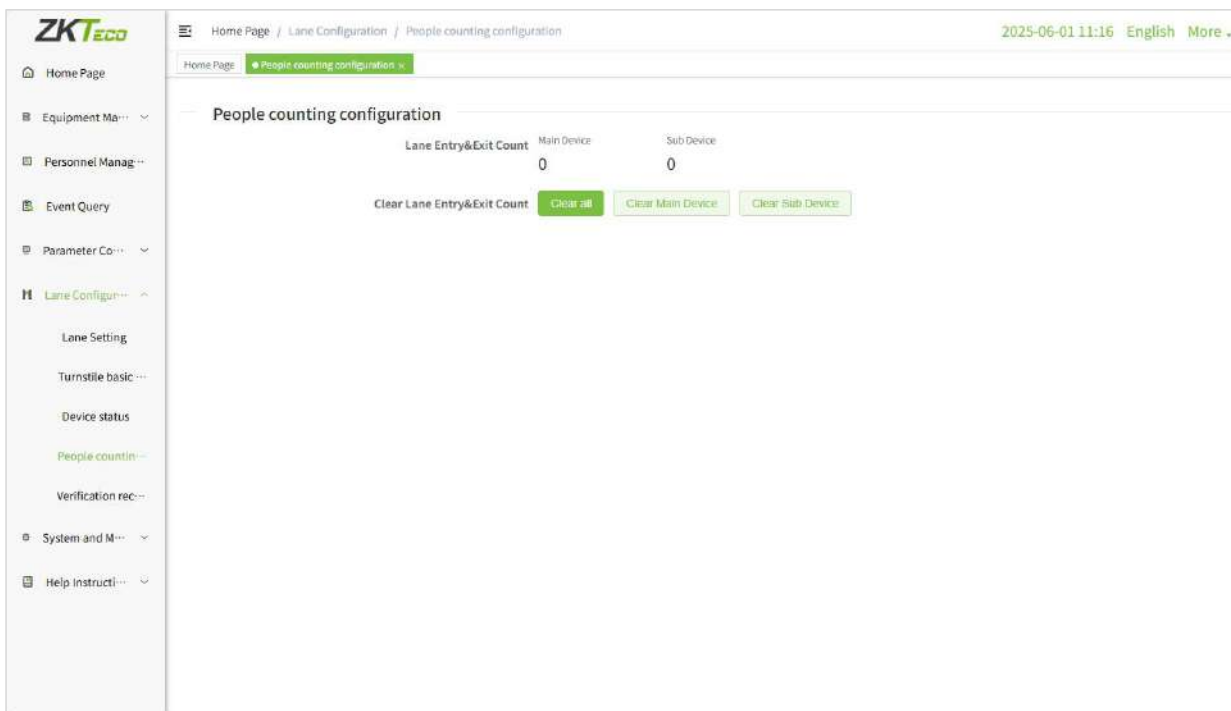 ZKTeco
Home Page / Lane Configuration / People counting configuration
2025-06-01 11:16 English More
Home Page
People counting configuration ×
Home Page
Equipment Ma···
Personnel Manag···
Event Query
Parameter Co···
Lane Configur···
Lane Setting
Turnstile basic ···
Device status
People countin···
Verification rec···
System and M···
Help Instructi···
People counting configuration
Lane Entry&Exit Count
Main Device
0
Sub Device
0
Clear Lane Entry&Exit Count
Clear all
Clear Main Device
Clear Sub Device